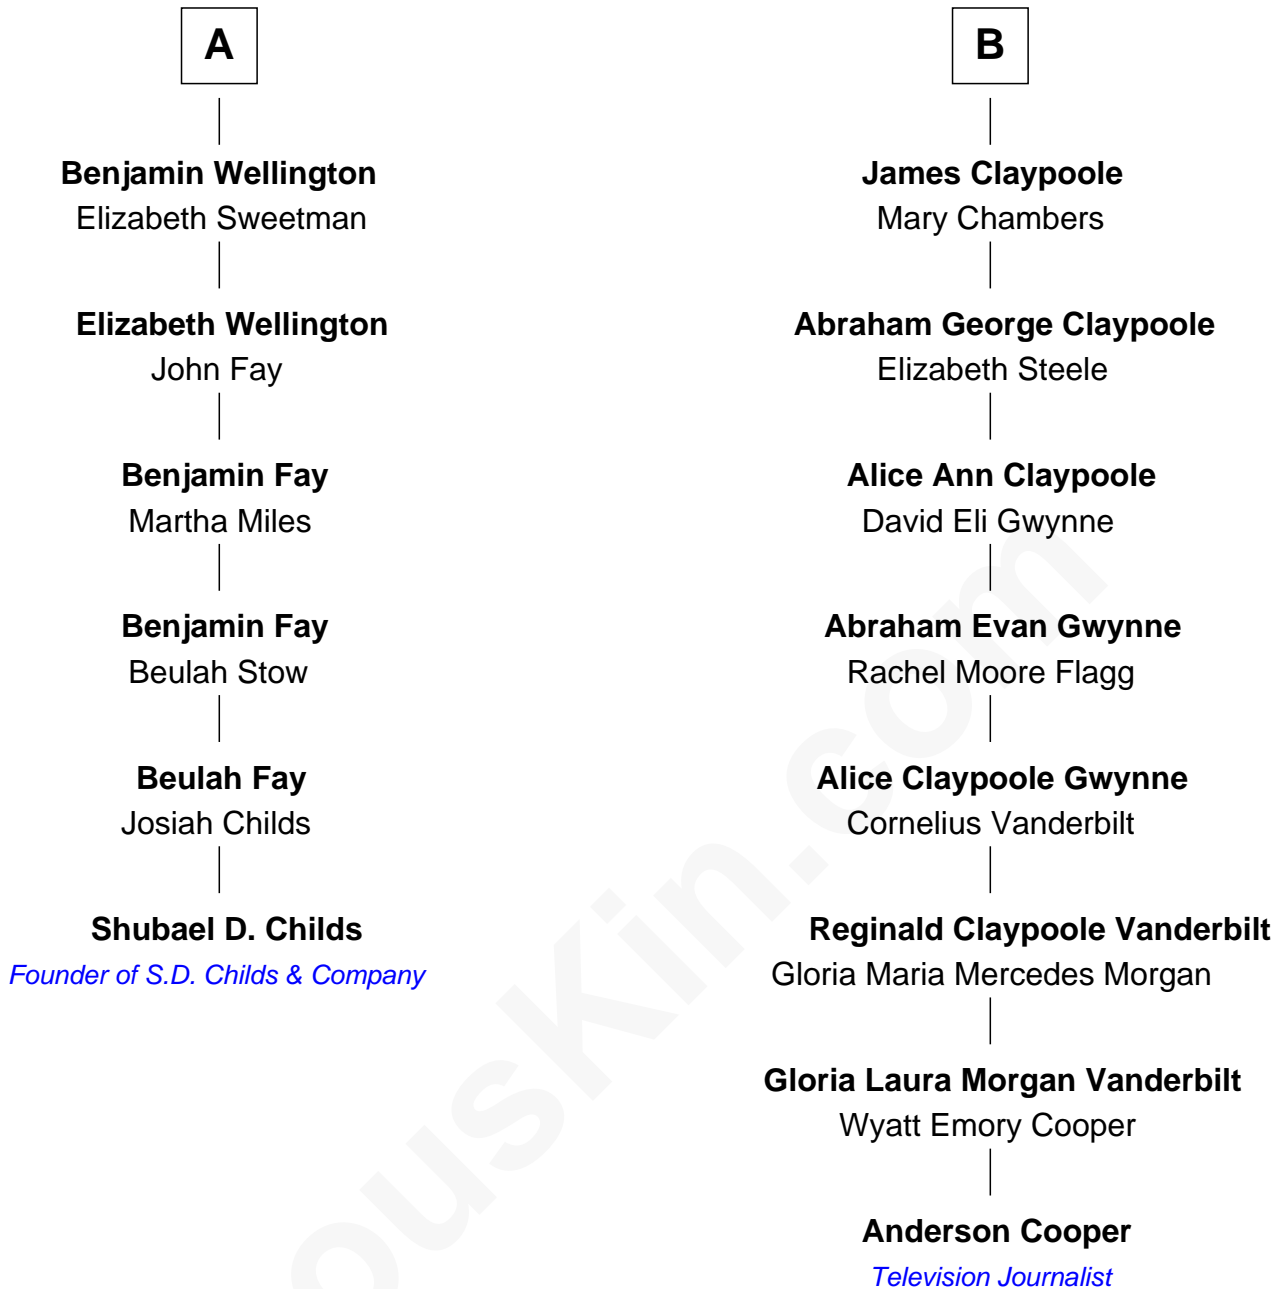 A
Benjamin Wellington
Elizabeth Sweetman
Elizabeth Wellington
John Fay
Benjamin Fay
Martha Miles
Benjamin Fay
Beulah Stow
Beulah Fay
Josiah Childs
Shubael D. Childs
Founder of S.D. Childs & Company
B
James Claypoole
Mary Chambers
Abraham George Claypoole
Elizabeth Steele
Alice Ann Claypoole
David Eli Gwynne
Abraham Evan Gwynne
Rachel Moore Flagg
Alice Claypoole Gwynne
Cornelius Vanderbilt
Reginald Claypoole Vanderbilt
Gloria Maria Mercedes Morgan
Gloria Laura Morgan Vanderbilt
Wyatt Emory Cooper
Anderson Cooper
Television Journalist
ousKin.com